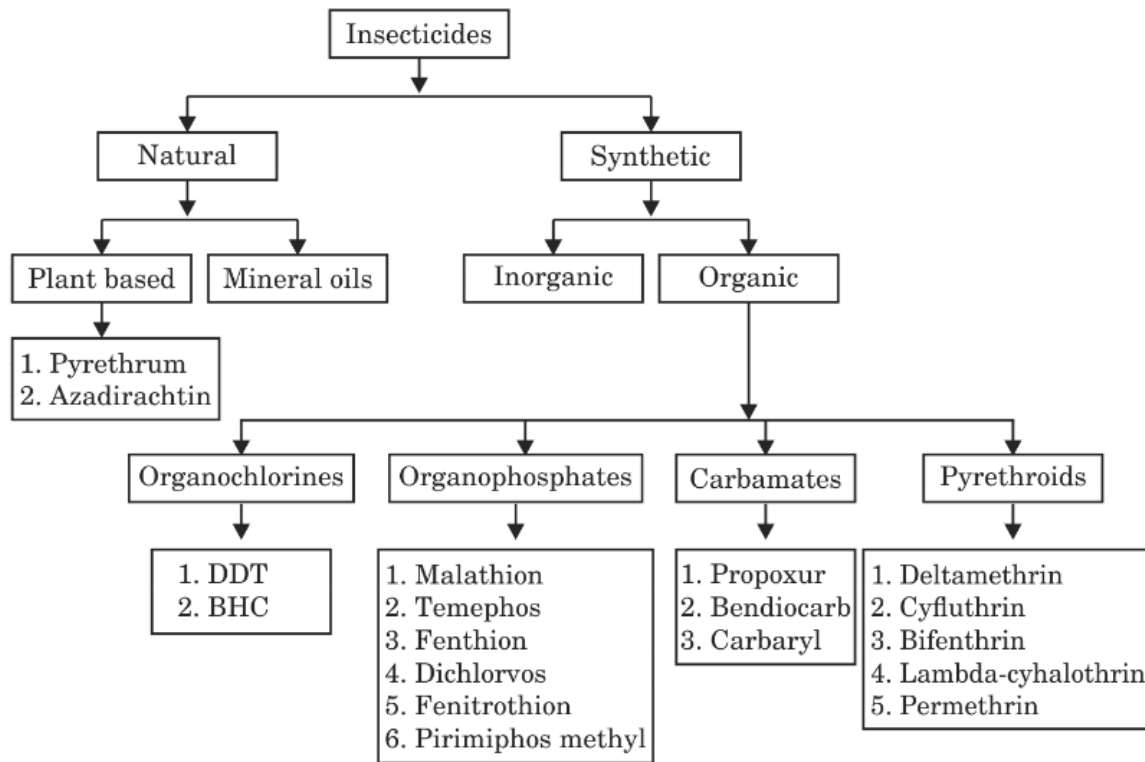 Insecticides
Natural
Synthetic
Plant based
Mineral oils
Inorganic
Organic
1. Pyrethrum
2. Azadirachtin
Organochlorines
Organophosphates
Carbamates
Pyrethroids
1. DDT
2. BHC
1. Malathion
2. Temephos
3. Fenthion
4. Dichlorvos
5. Fenitrothion
6. Pirimiphos methyl
1. Propoxur
2. Bendiocarb
3. Carbaryl
1. Deltamethrin
2. Cyfluthrin
3. Bifenthrin
4. Lambda-cyhalothrin
5. Permethrin